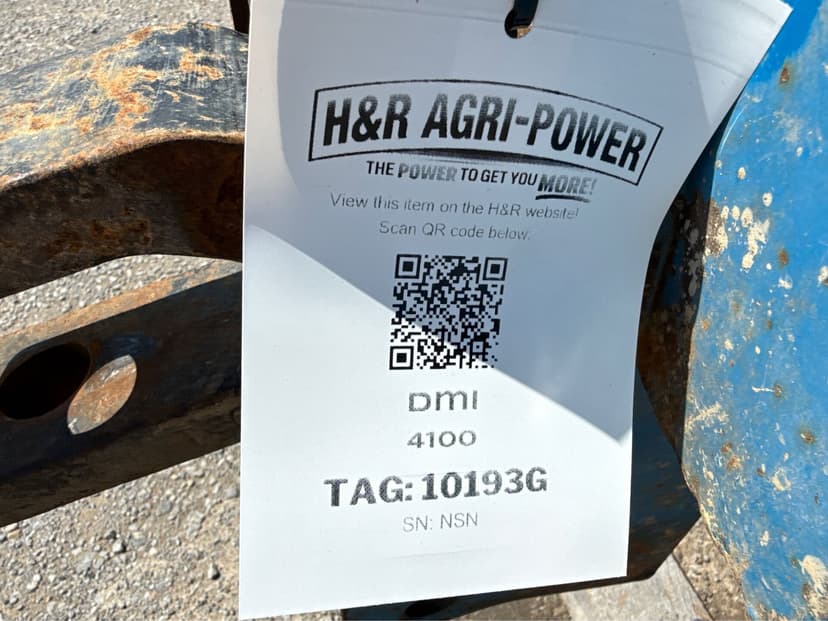 H&R AGRI-POWER
THE POWER TO GET YOU MORE!
View this item on the H&R website!
Scan QR code below.
DMI
4100
TAG: 10193G
SN: NSN